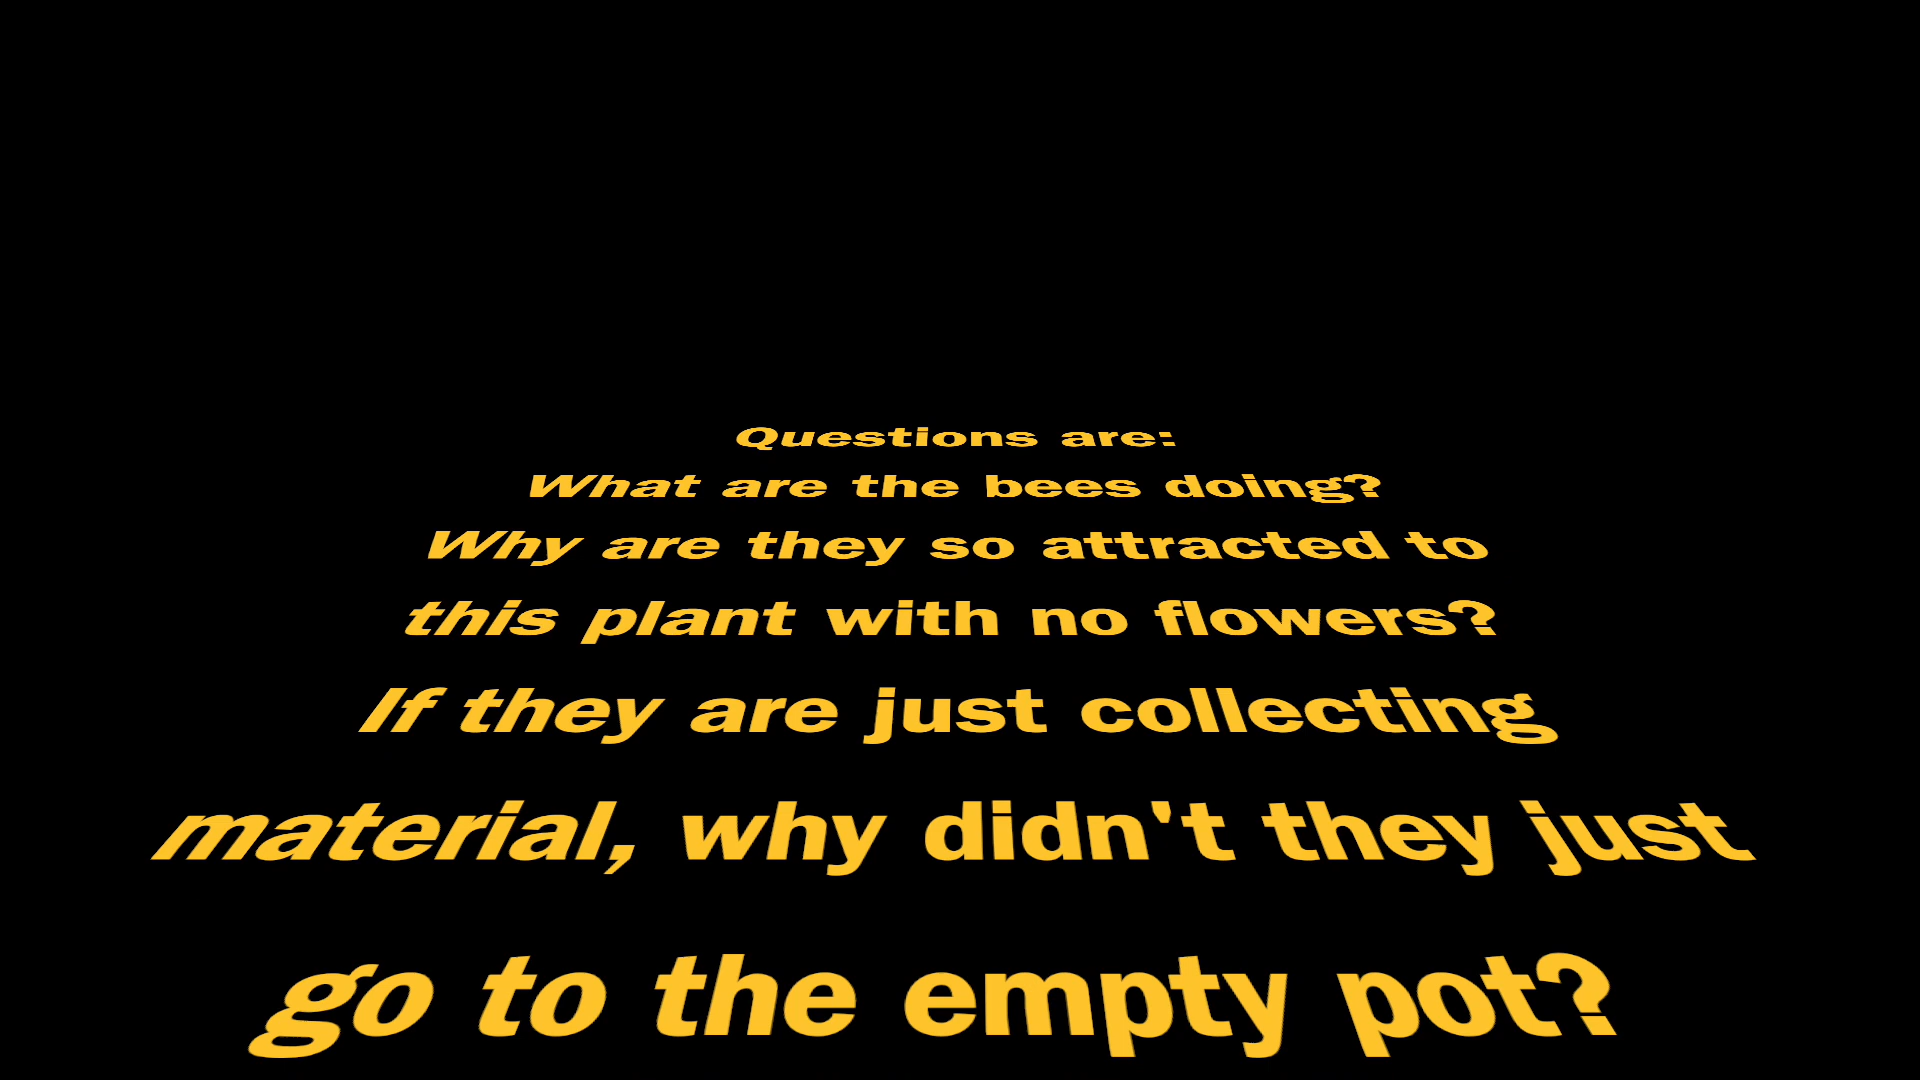 Questions are:
What are the bees doing?
Why are they so attracted to
this plant with no flowers?
If they are just collecting
material, why didn't they just
go to the empty pot?